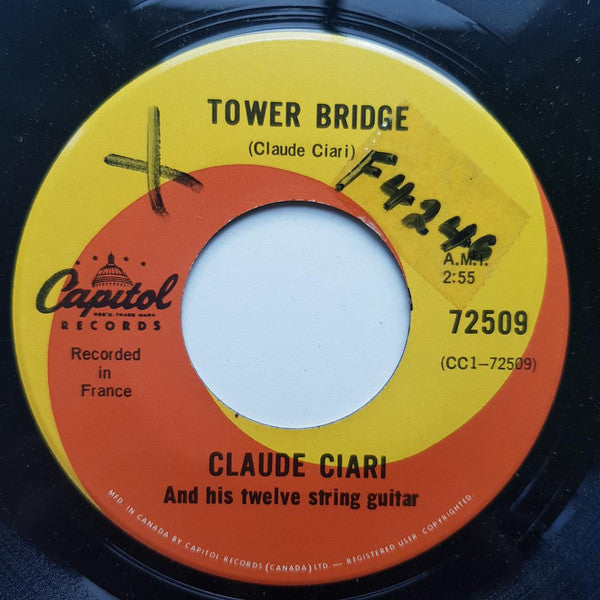 TOWER BRIDGE
(Claude Ciari)
F4246
A.M.I.
2:55
Capitol
REG'D. TRADE MARK
RECORDS
72509
(CC1-72509)
Recorded
in
France
CLAUDE CIARI
And his twelve string guitar
MFD. IN CANADA BY CAPITOL RECORDS (CANADA) LTD. — REGISTERED USER. COPYRIGHTED.